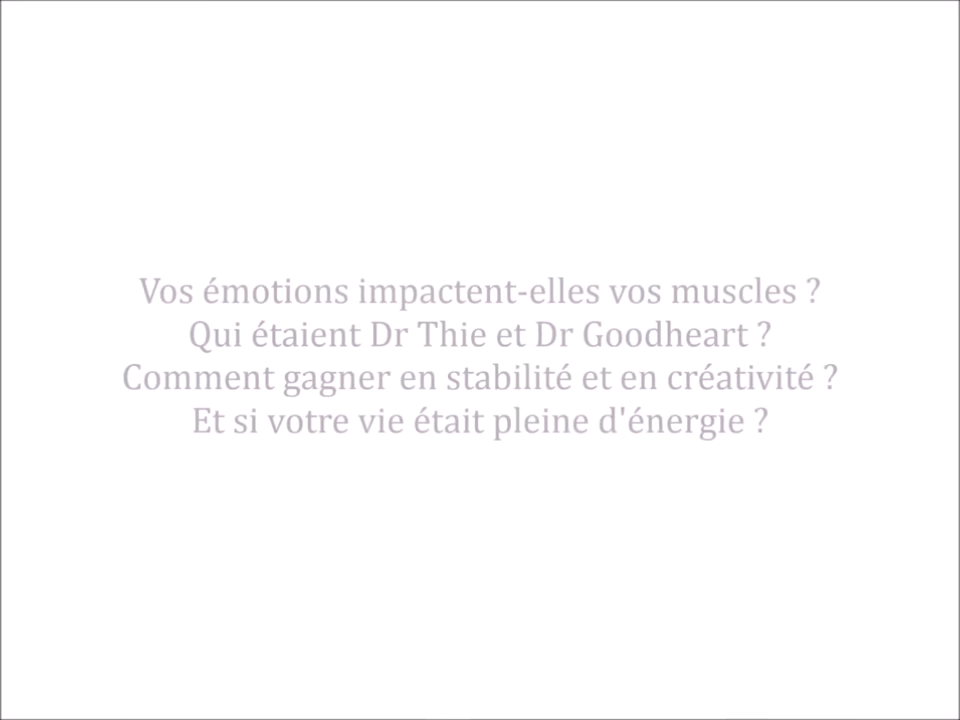 Vos émotions impactent-elles vos muscles ?
Qui étaient Dr Thie et Dr Goodheart ?
Comment gagner en stabilité et en créativité ?
Et si votre vie était pleine d'énergie ?